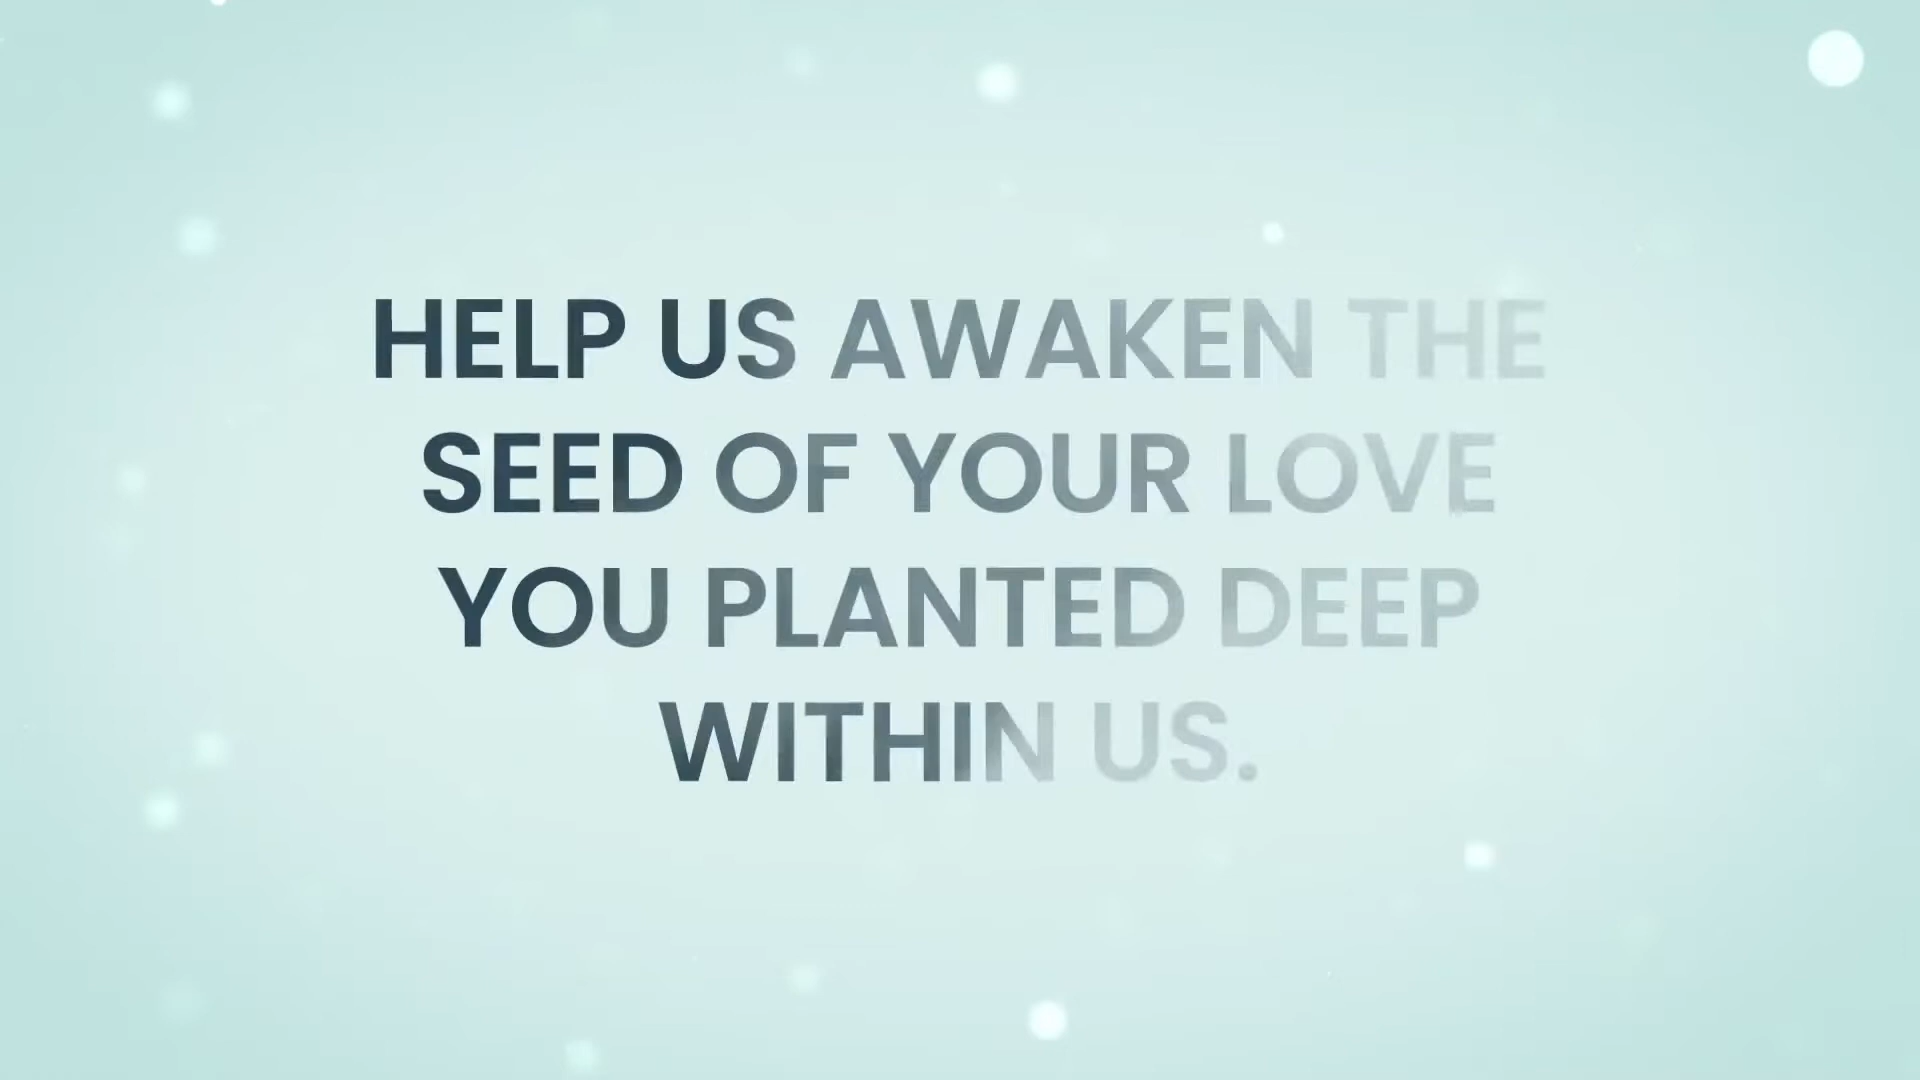 HELP US AWAKEN THE
SEED OF YOUR LOVE
YOU PLANTED DEEP
WITHIN US.